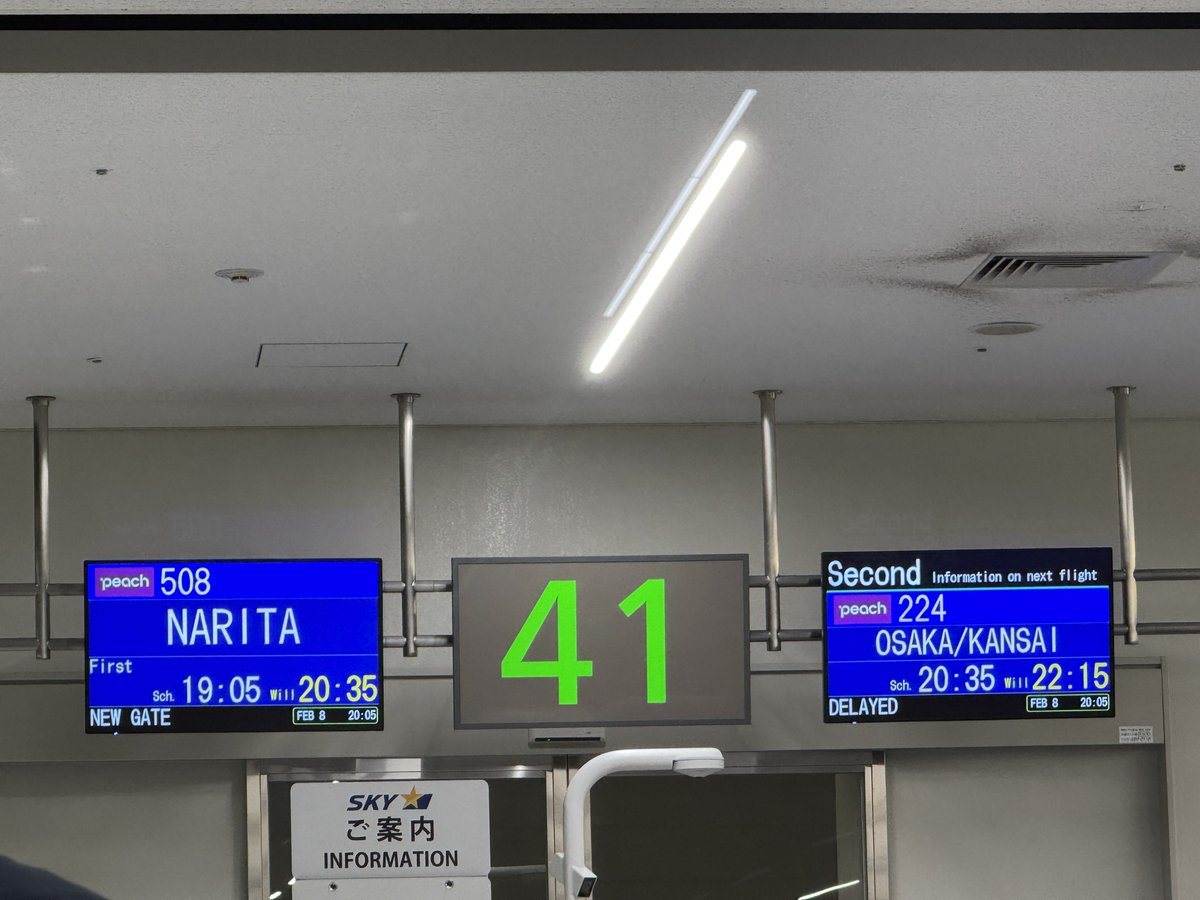 peach 508
NARITA
First
Sch. 19:05 Will 20:35
NEW GATE FEB 8 20:05
41
Second Information on next flight
peach 224
OSAKA/KANSAI
Sch. 20:35 Will 22:15
DELAYED FEB 8 20:05
SKY
ご案内
INFORMATION